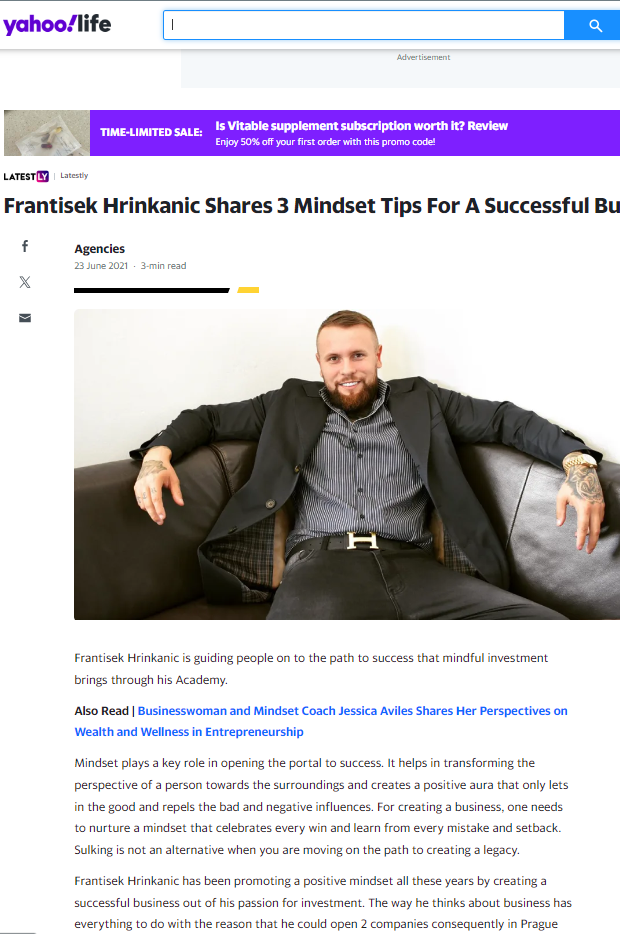 yahoo!life
Advertisement
TIME-LIMITED SALE:
Is Vitable supplement subscription worth it? Review
Enjoy 50% off your first order with this promo code!
LATESTLY | Latestly
Frantisek Hrinkanic Shares 3 Mindset Tips For A Successful Bu
Agencies
23 June 2021 · 3-min read
Frantisek Hrinkanic is guiding people on to the path to success that mindful investment
brings through his Academy.
Also Read | Businesswoman and Mindset Coach Jessica Aviles Shares Her Perspectives on
Wealth and Wellness in Entrepreneurship
Mindset plays a key role in opening the portal to success. It helps in transforming the
perspective of a person towards the surroundings and creates a positive aura that only lets
in the good and repels the bad and negative influences. For creating a business, one needs
to nurture a mindset that celebrates every win and learn from every mistake and setback.
Sulking is not an alternative when you are moving on the path to creating a legacy.
Frantisek Hrinkanic has been promoting a positive mindset all these years by creating a
successful business out of his passion for investment. The way he thinks about business has
everything to do with the reason that he could open 2 companies consequently in Prague